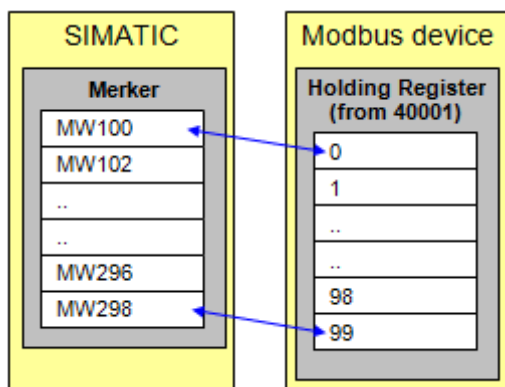 SIMATIC
Merker
MW100
MW102
..
..
MW296
MW298
Modbus device
Holding Register
(from 40001)
0
1
..
..
98
99